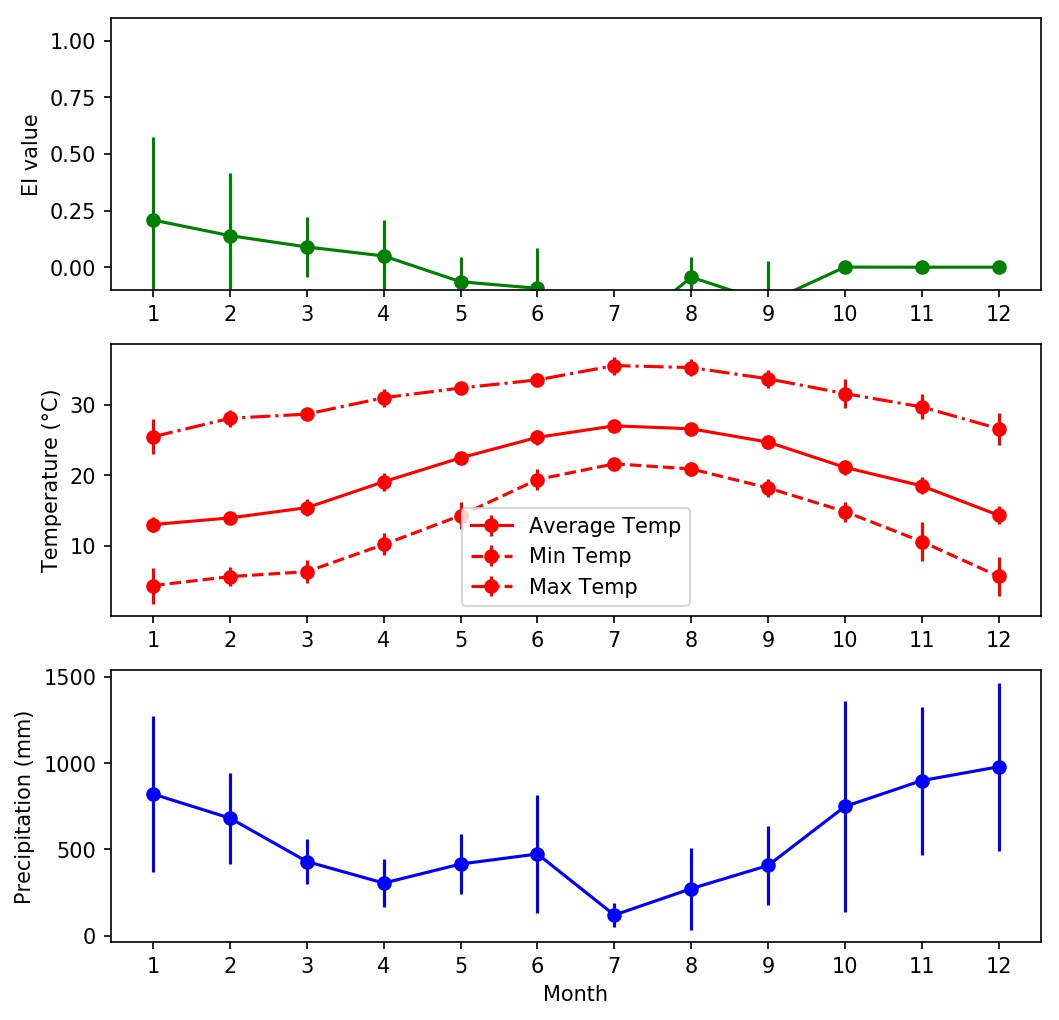 EI value
1.00
0.75
0.50
0.25
0.00
1 2 3 4 5 6 7 8 9 10 11 12
Temperature (°C)
30
20
10
Average Temp
Min Temp
Max Temp
1 2 3 4 5 6 7 8 9 10 11 12
Precipitation (mm)
1500
1000
500
0
1 2 3 4 5 6 7 8 9 10 11 12
Month